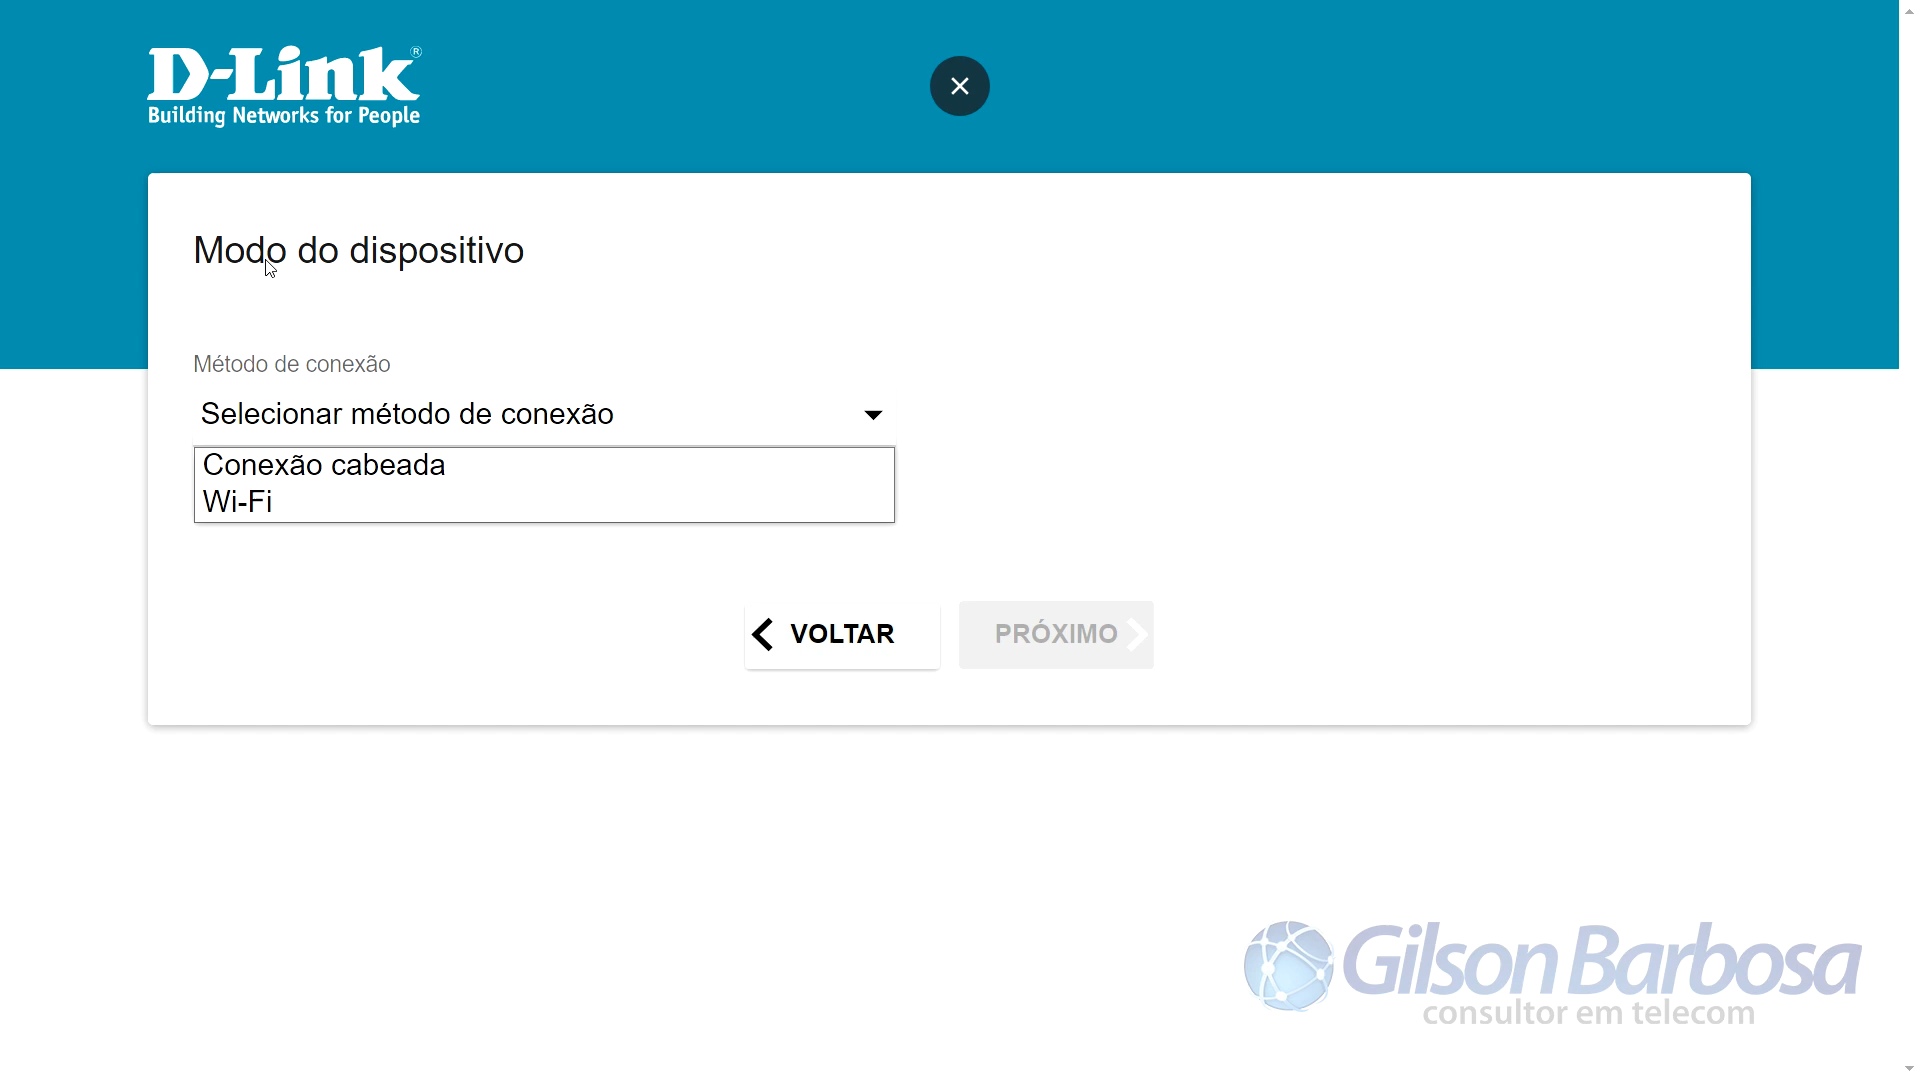 D-Link®
Building Networks for People
Modo do dispositivo
Método de conexão
Selecionar método de conexão
Conexão cabeada
Wi-Fi
VOLTAR
PRÓXIMO
Gilson Barbosa
consultor em telecom